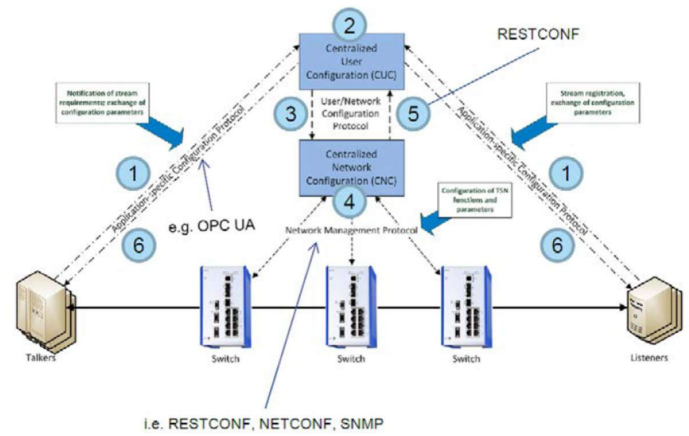 2
RESTCONF
Centralized
User
Configuration (CUC)
Notification of stream
requirements; exchange of
configuration parameters
Stream registration,
exchange of configuration
parameters
3
User/Network
Configuration
Protocol
5
Application-specific Configuration Protocol
Application-specific Configuration Protocol
1
1
Centralized
Network
Configuration (CNC)
4
Configuration of TSN
functions and
parameters
6
e.g. OPC UA
Network Management Protocol
6
Talkers
Switch
Switch
Switch
Listeners
i.e. RESTCONF, NETCONF, SNMP